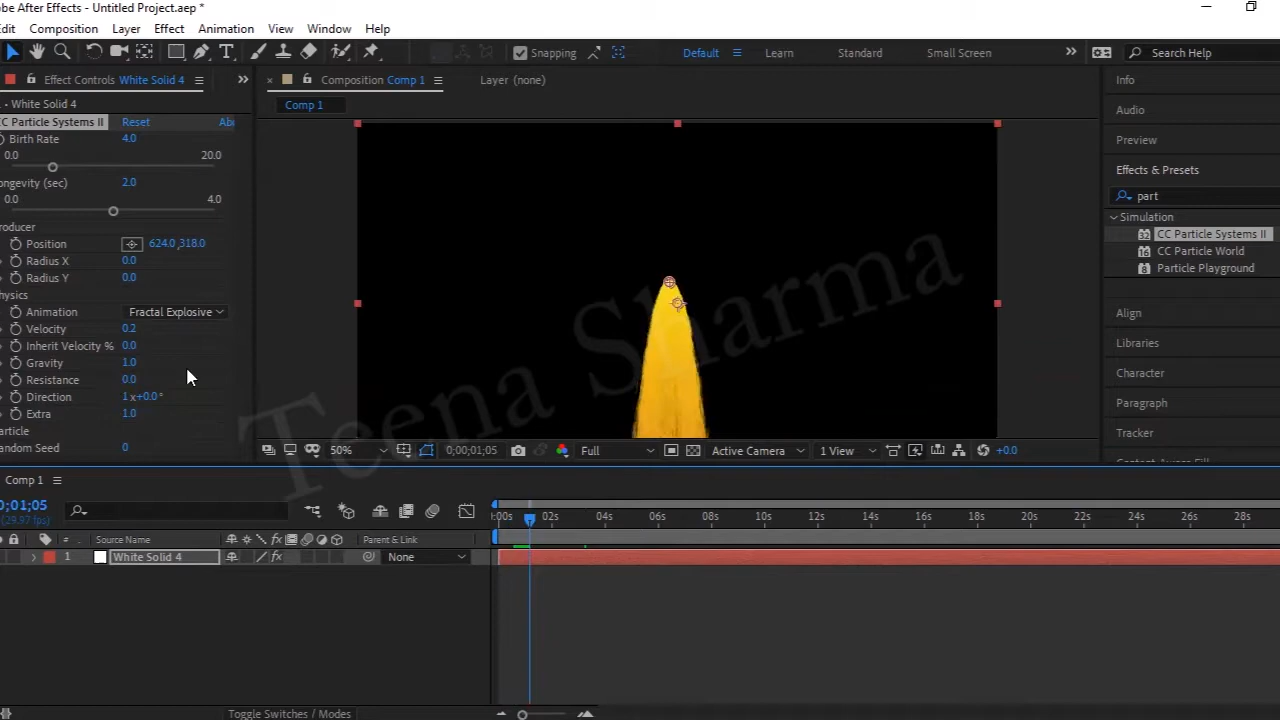 obe After Effects - Untitled Project.aep *
Edit Composition Layer Effect Animation View Window Help
Snapping Default Learn Standard Small Screen Search Help
Effect Controls White Solid 4
Composition Comp 1 Layer (none)
Info
- White Solid 4
Comp 1
Audio
CC Particle Systems II Reset
Birth Rate 4.0
Preview
0.0 20.0
Effects & Presets
ongevity (sec) 2.0
part
0.0 4.0
Simulation
roducer
CC Particle Systems II
Position 624.0,318.0
CC Particle World
Radius X 0.0
Particle Playground
Radius Y 0.0
hysics
Animation Fractal Explosive
Align
Velocity 0.2
Libraries
Inherit Velocity % 0.0
Gravity 1.0
Character
Resistance 0.0
Direction 1x+0.0°
Paragraph
Extra 1.0
article
Tracker
andom Seed 0
50% 0;00;01;05 Full Active Camera 1 View +0.0
Teena Sharma
Comp 1
0;01;05
(29.97 fps)
:00s 02s 04s 06s 08s 10s 12s 14s 16s 18s 20s 22s 24s 26s 28s
# Source Name Parent & Link
1 White Solid 4 None
Toggle Switches / Modes